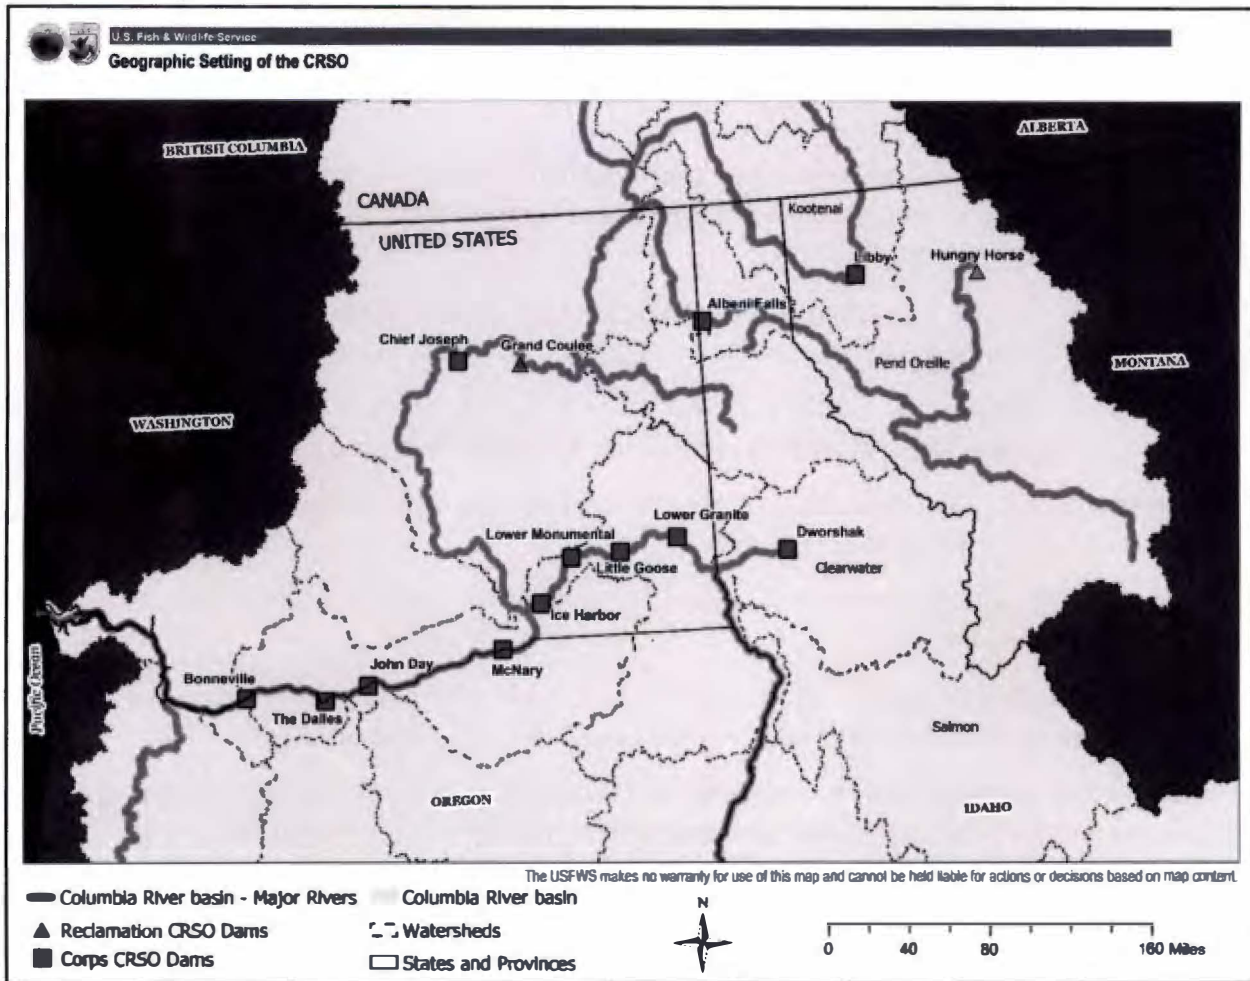 U.S. Fish & Wildlife Service
Geographic Setting of the CRSO
BRITISH COLUMBIA
ALBERTA
CANADA
UNITED STATES
Kootenai
Libby
Hungry Horse
Albeni Falls
Chief Joseph
Grand Coulee
Pend Oreille
MONTANA
WASHINGTON
Lower Granite
Lower Monumental
Dworshak
Little Goose
Clearwater
Ice Harbor
John Day
McNary
Bonneville
The Dalles
Pacific Ocean
Salmon
OREGON
IDAHO
The USFWS makes no warranty for use of this map and cannot be held liable for actions or decisions based on map content.
Columbia River basin - Major Rivers
Reclamation CRSO Dams
Corps CRSO Dams
Columbia River basin
Watersheds
States and Provinces
N
0 40 80 160 Miles